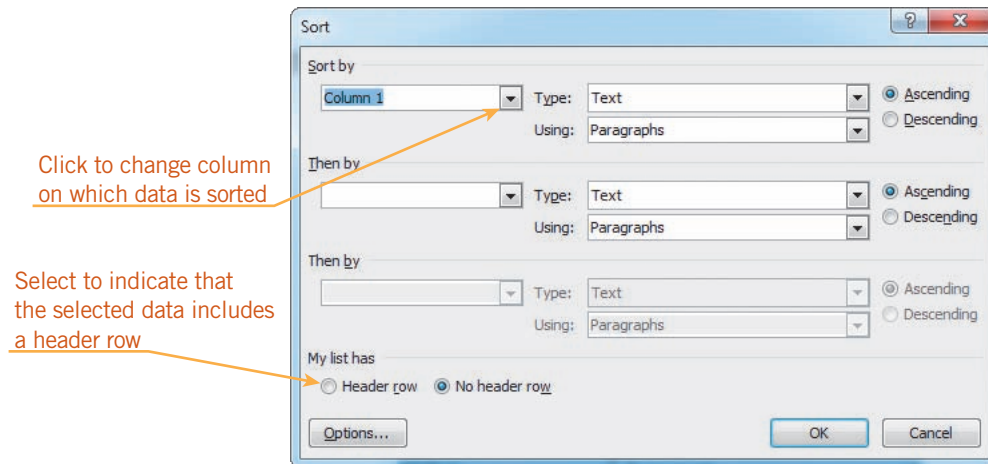 Sort
Sort by
Column 1
Type: Text
Ascending
Using: Paragraphs
Descending
Click to change column
on which data is sorted
Then by
Type: Text
Ascending
Using: Paragraphs
Descending
Then by
Type: Text
Ascending
Using: Paragraphs
Descending
Select to indicate that
the selected data includes
a header row
My list has
Header row No header row
Options... OK Cancel